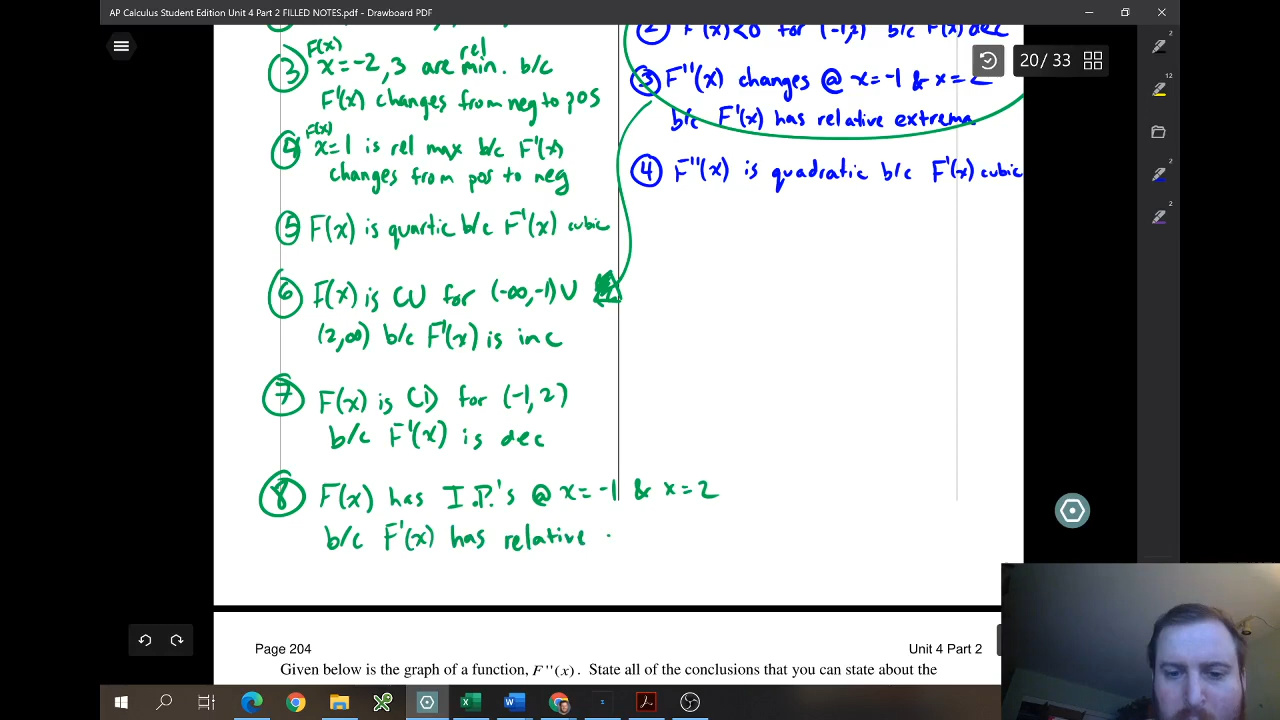 AP Calculus Student Edition Unit 4 Part 2 FILLED NOTES.pdf - Drawboard PDF
20 / 33
③ F(x) rel
x = -2, 3 are min. b/c
F'(x) changes from neg to pos
④ F(x)
x = 1 is rel max b/c F'(x)
changes from pos to neg
⑤ F(x) is quartic b/c F'(x) cubic
⑥ F(x) is CU for (-∞,-1) U
(2,∞) b/c F'(x) is inc
⑦ F(x) is CD for (-1, 2)
b/c F'(x) is dec
⑧ F(x) has I.P.'s @ x = -1 & x = 2
b/c F'(x) has relative
② F''(x) < 0 for (-1,2) b/c F'(x) dec
③ F''(x) changes @ x = -1 & x = 2
b/c F'(x) has relative extrema
④ F''(x) is quadratic b/c F'(x) cubic
Page 204
Unit 4 Part 2
Given below is the graph of a function, F''(x). State all of the conclusions that you can state about the
2
12
2
2